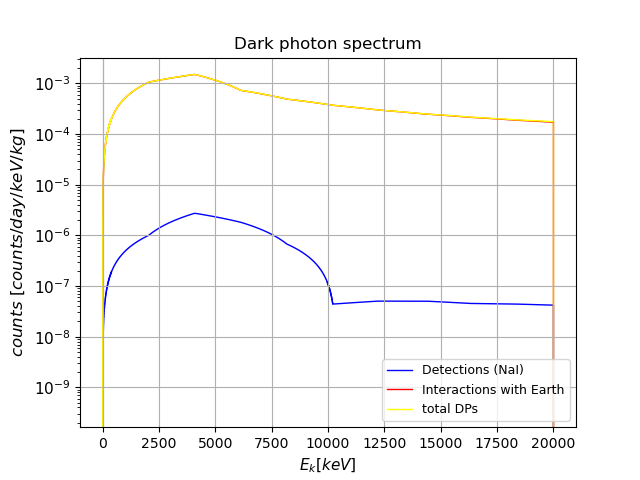 Dark photon spectrum
counts [counts/day/keV/kg]
10⁻³
10⁻⁴
10⁻⁵
10⁻⁶
10⁻⁷
10⁻⁸
10⁻⁹
Detections (NaI)
Interactions with Earth
total DPs
0 2500 5000 7500 10000 12500 15000 17500 20000
Eₖ[keV]